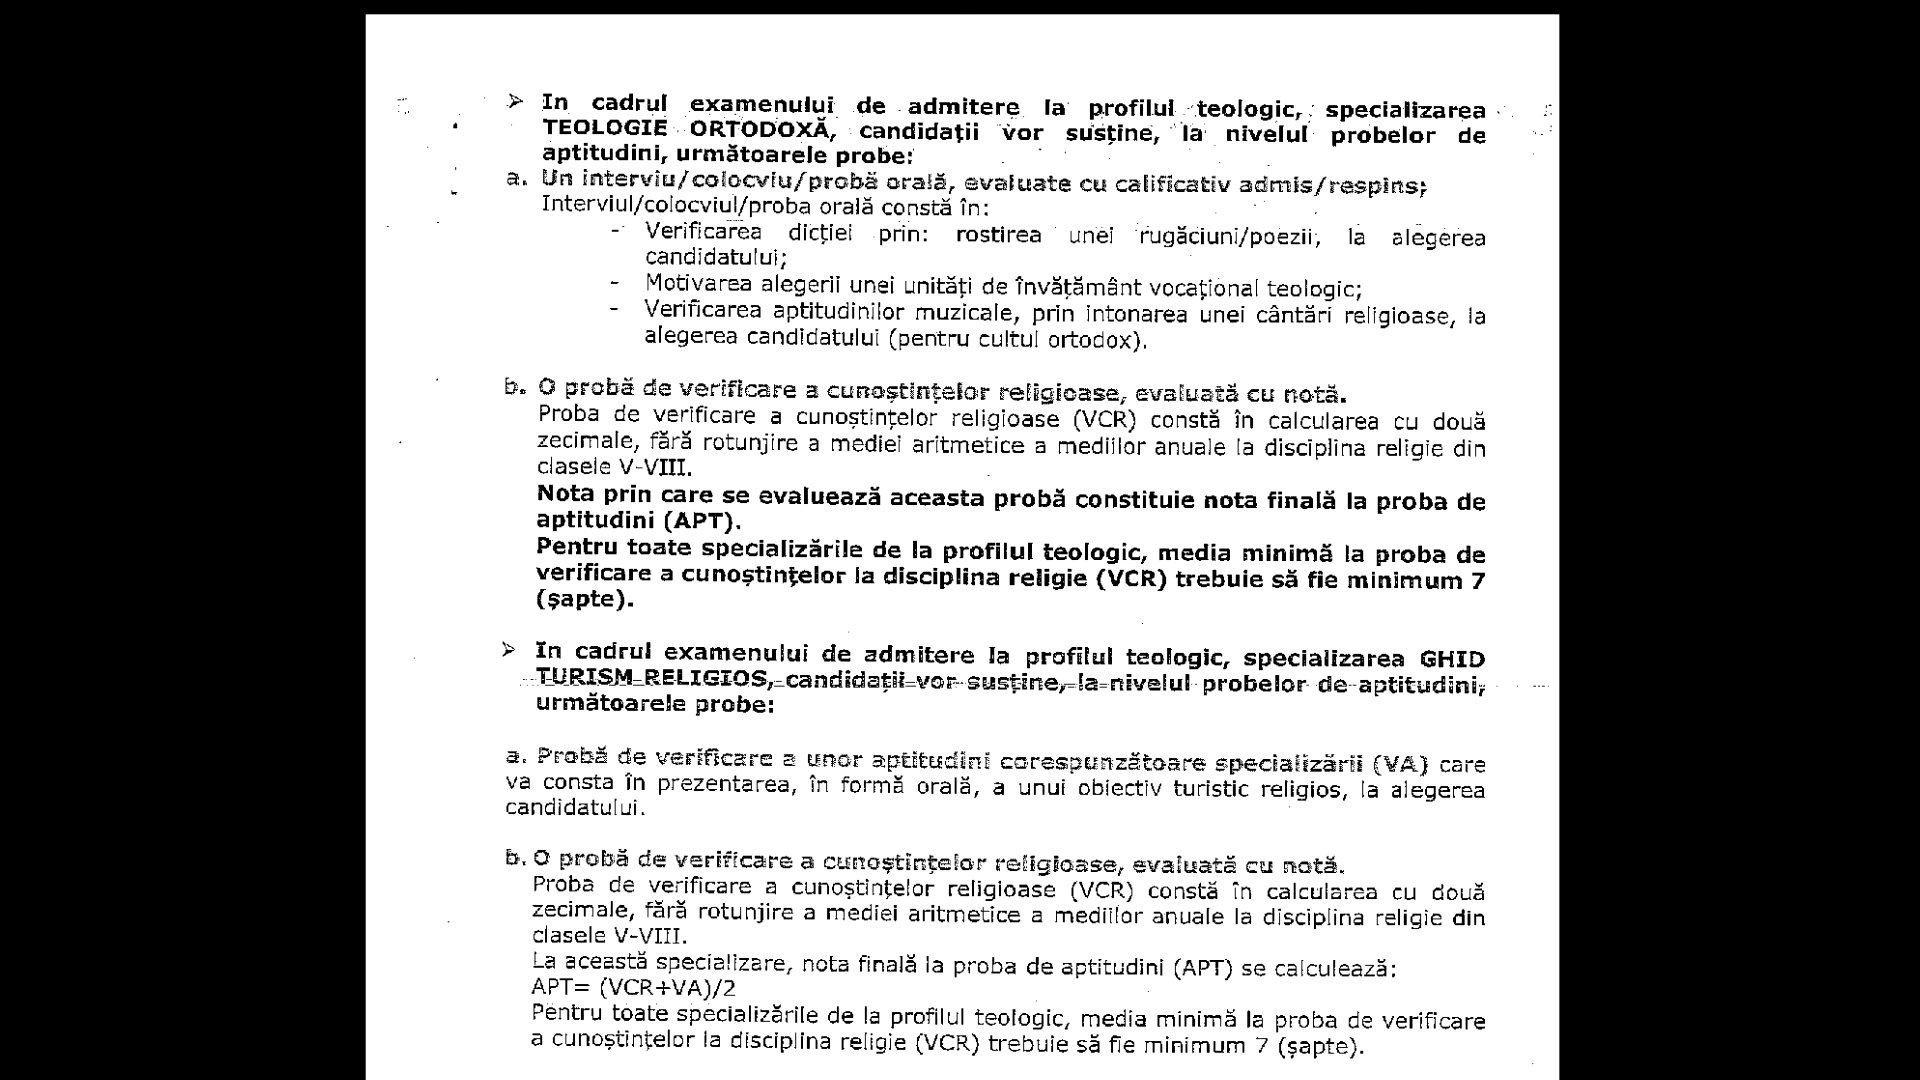 ➢ In cadrul examenului de admitere la profilul teologic, specializarea
TEOLOGIE ORTODOXĂ, candidații vor susține, la nivelul probelor de
aptitudini, următoarele probe:
a. Un interviu/colocviu/probă orală, evaluate cu calificativ admis/respins;
Interviul/colocviul/proba orală constă în:
- Verificarea dicției prin: rostirea unei rugăciuni/poezii, la alegerea
candidatului;
- Motivarea alegerii unei unități de învățământ vocațional teologic;
- Verificarea aptitudinilor muzicale, prin intonarea unei cântări religioase, la
alegerea candidatului (pentru cultul ortodox).
b. O probă de verificare a cunoștințelor religioase, evaluată cu notă.
Proba de verificare a cunoștințelor religioase (VCR) constă în calcularea cu două
zecimale, fără rotunjire a mediei aritmetice a mediilor anuale la disciplina religie din
clasele V-VIII.
Nota prin care se evaluează aceasta probă constituie nota finală la proba de
aptitudini (APT).
Pentru toate specializările de la profilul teologic, media minimă la proba de
verificare a cunoștințelor la disciplina religie (VCR) trebuie să fie minimum 7
(șapte).
➢ In cadrul examenului de admitere la profilul teologic, specializarea GHID
TURISM RELIGIOS, candidații vor susține, la nivelul probelor de aptitudini,
următoarele probe:
a. Probă de verificare a unor aptitudini corespunzătoare specializării (VA) care
va consta în prezentarea, în formă orală, a unui obiectiv turistic religios, la alegerea
candidatului.
b. O probă de verificare a cunoștințelor religioase, evaluată cu notă.
Proba de verificare a cunoștințelor religioase (VCR) constă în calcularea cu două
zecimale, fără rotunjire a mediei aritmetice a mediilor anuale la disciplina religie din
clasele V-VIII.
La această specializare, nota finală la proba de aptitudini (APT) se calculează:
APT= (VCR+VA)/2
Pentru toate specializările de la profilul teologic, media minimă la proba de verificare
a cunoștințelor la disciplina religie (VCR) trebuie să fie minimum 7 (șapte).